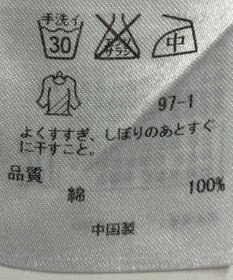 手洗イ
30
エンソ
サラシ
中
97-1
よくすすぎ、しぼりのあとすぐ
に干すこと。
品質
綿 100%
中国製